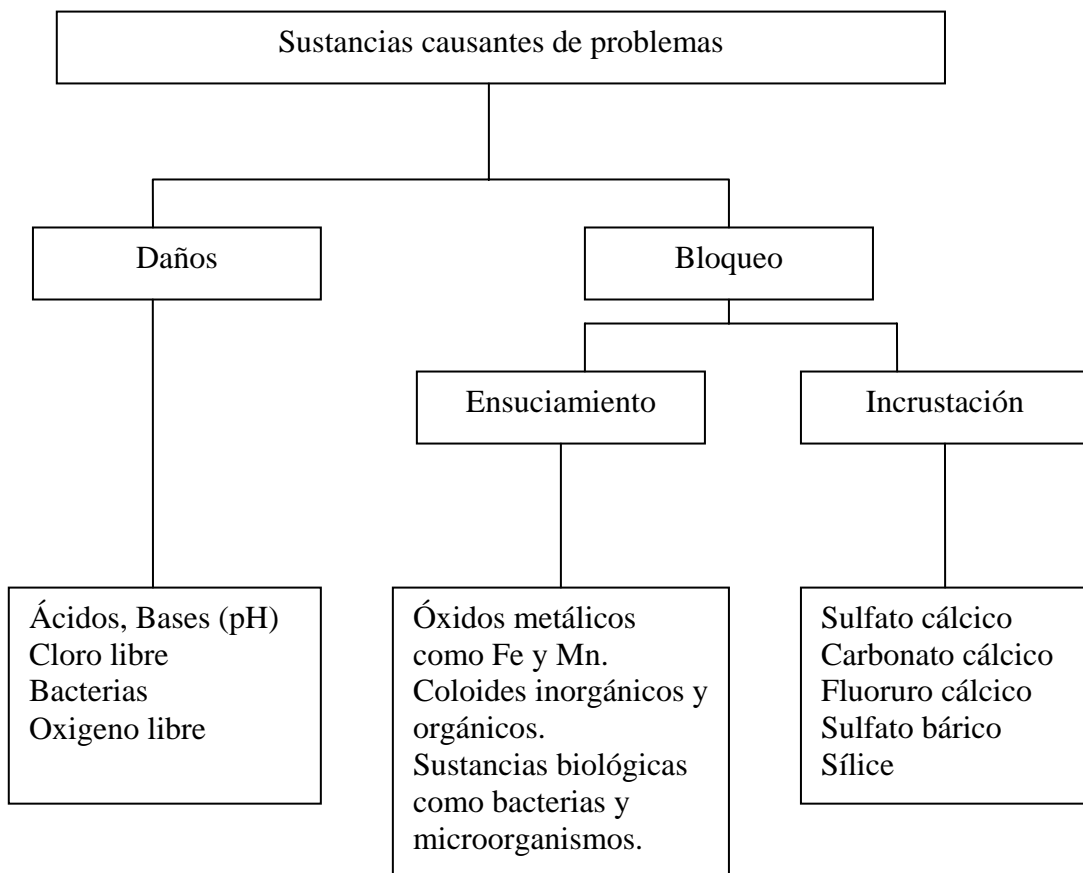 Sustancias causantes de problemas
Daños
Bloqueo
Ensuciamiento
Incrustación
Ácidos, Bases (pH)
Cloro libre
Bacterias
Oxigeno libre
Óxidos metálicos
como Fe y Mn.
Coloides inorgánicos y
orgánicos.
Sustancias biológicas
como bacterias y
microorganismos.
Sulfato cálcico
Carbonato cálcico
Fluoruro cálcico
Sulfato bárico
Sílice